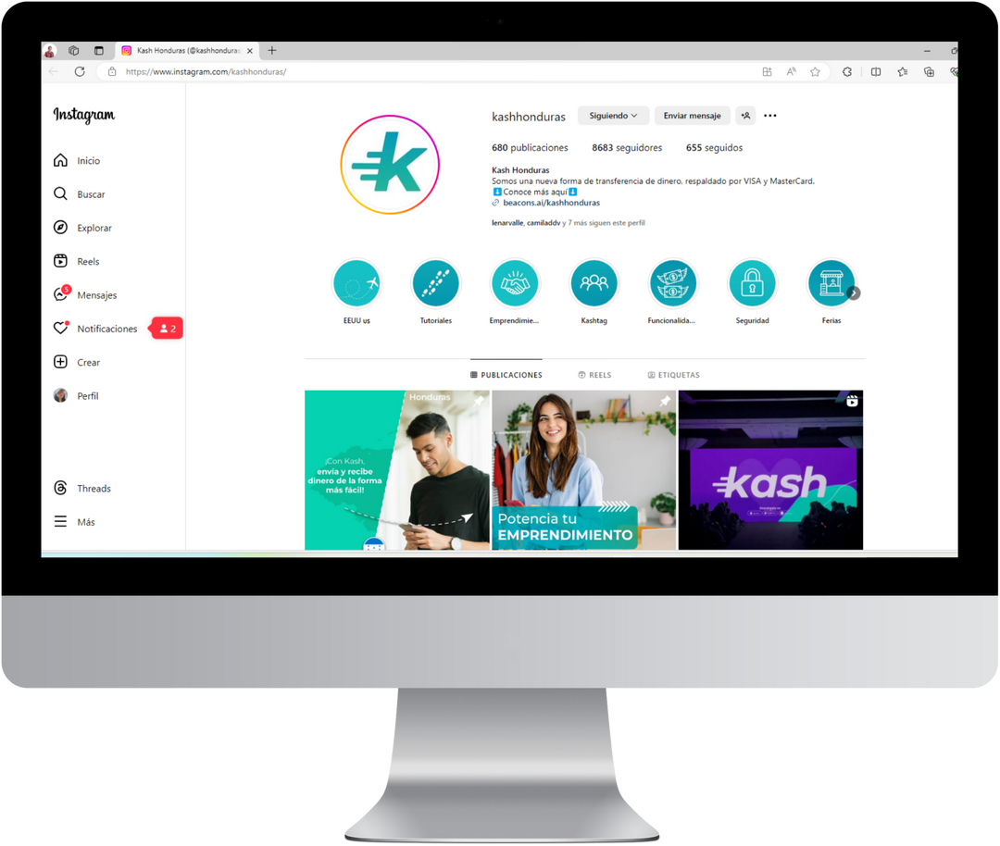 Kash Honduras (@kashhonduras
https://www.instagram.com/kashhonduras/
Instagram
Inicio
Buscar
Explorar
Reels
5
Mensajes
Notificaciones
2
Crear
Perfil
Threads
Más
kashhonduras
Siguiendo
Enviar mensaje
680 publicaciones
8683 seguidores
655 seguidos
Kash Honduras
Somos una nueva forma de transferencia de dinero, respaldado por VISA y MasterCard.
⬇️Conoce más aquí⬇️
beacons.ai/kashhonduras
lenarvalle, camiladdv y 7 más siguen este perfil
EEUU u$
Tutoriales
Emprendimie...
Kashtag
Funcionalida...
Seguridad
Ferias
PUBLICACIONES
REELS
ETIQUETAS
Honduras
¡Con Kash,
envía y recibe
dinero de la forma
más fácil!
Potencia tu
EMPRENDIMIENTO
kash